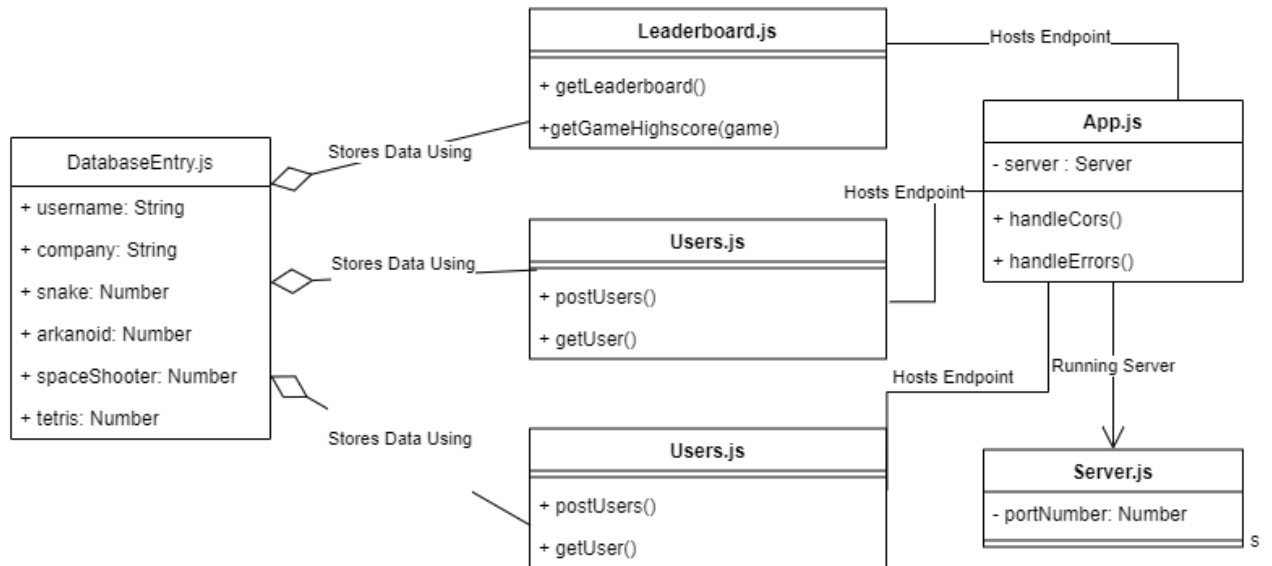 Leaderboard.js
+ getLeaderboard()
+getGameHighscore(game)
Hosts Endpoint
App.js
- server : Server
+ handleCors()
+ handleErrors()
DatabaseEntry.js
+ username: String
+ company: String
+ snake: Number
+ arkanoid: Number
+ spaceShooter: Number
+ tetris: Number
Stores Data Using
Hosts Endpoint
Users.js
+ postUsers()
+ getUser()
Stores Data Using
Hosts Endpoint
Running Server
Stores Data Using
Users.js
+ postUsers()
+ getUser()
Server.js
- portNumber: Number
s